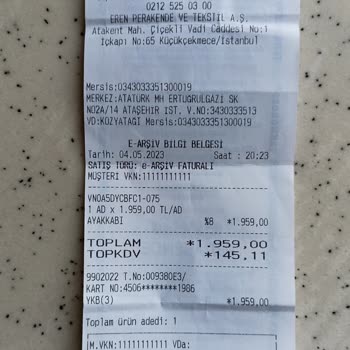 0212 525 03 00
EREN PERAKENDE VE TEKSTİL A.Ş.
Atakent Mah. Çiçekli Vadi Caddesi No:1
İçkapı No:65 Küçükçekmece/İstanbul
Mersis:0343033351300019
MERKEZ:ATATÜRK MH ERTUĞRULGAZİ SK
NO2A/14 ATAŞEHİR IST. V.NO:3430333513
VD:KOZYATAĞI Mersis:0343033351300019
E-ARŞİV BİLGİ BELGESİ
Tarih: 04.05.2023 Saat : 20:23
SATIŞ TÜRÜ: e-ARŞİV FATURALI
MÜŞTERİ VKN:11111111111
VN0A5DYCBFC1-075
1 AD x 1.959,00 TL/AD
AYAKKABI %8 *1.959,00
TOPLAM *1.959,00
TOPKDV *145,11
9902022 T.No:009380E3/
KART NO:4506********1986
YKB(3) *1.959,00
Toplam ürün adedi: 1
M.VKN:11111111111 VDa: